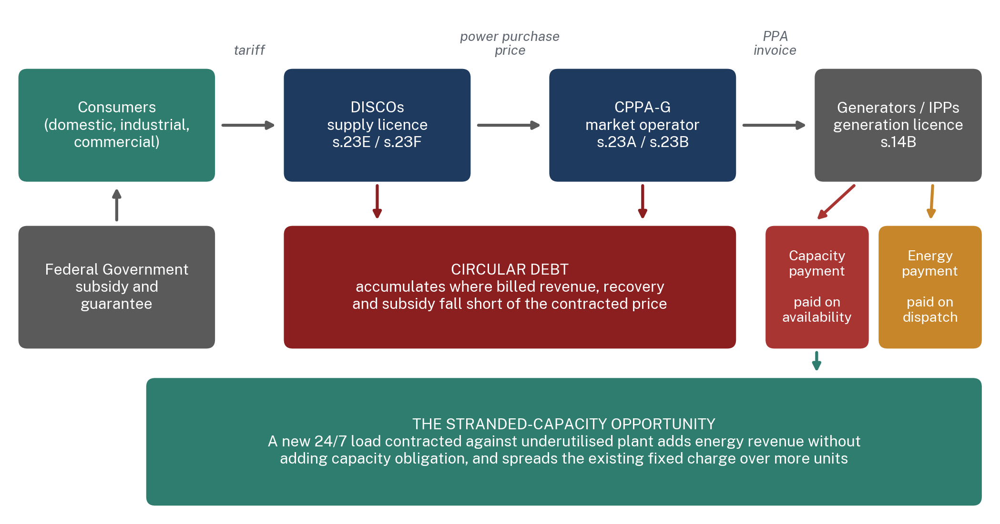 tariff
power purchase
price
PPA
invoice
Consumers
(domestic, industrial,
commercial)
DISCOs
supply licence
s.23E / s.23F
CPPA-G
market operator
s.23A / s.23B
Generators / IPPs
generation licence
s.14B
Federal Government
subsidy and
guarantee
CIRCULAR DEBT
accumulates where billed revenue, recovery
and subsidy fall short of the contracted price
Capacity
payment
paid on
availability
Energy
payment
paid on
dispatch
THE STRANDED-CAPACITY OPPORTUNITY
A new 24/7 load contracted against underutilised plant adds energy revenue without
adding capacity obligation, and spreads the existing fixed charge over more units